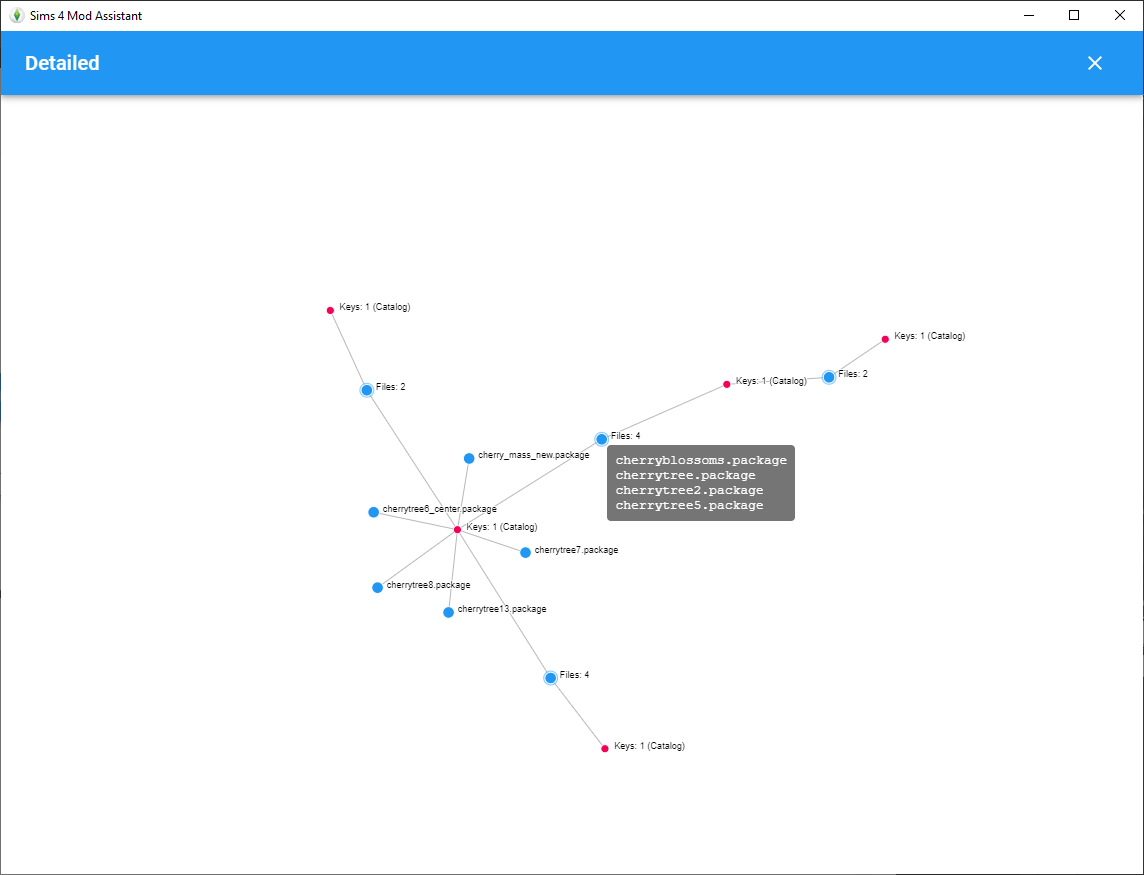 Sims 4 Mod Assistant
Detailed
Keys: 1 (Catalog)
Keys: 1 (Catalog)
Files: 2
Keys: 1 (Catalog)
Files: 2
Files: 4
cherry_mass_new.package
cherryblossoms.package
cherrytree.package
cherrytree2.package
cherrytree5.package
cherrytree6_center.package
Keys: 1 (Catalog)
cherrytree7.package
cherrytree8.package
cherrytree13.package
Files: 4
Keys: 1 (Catalog)